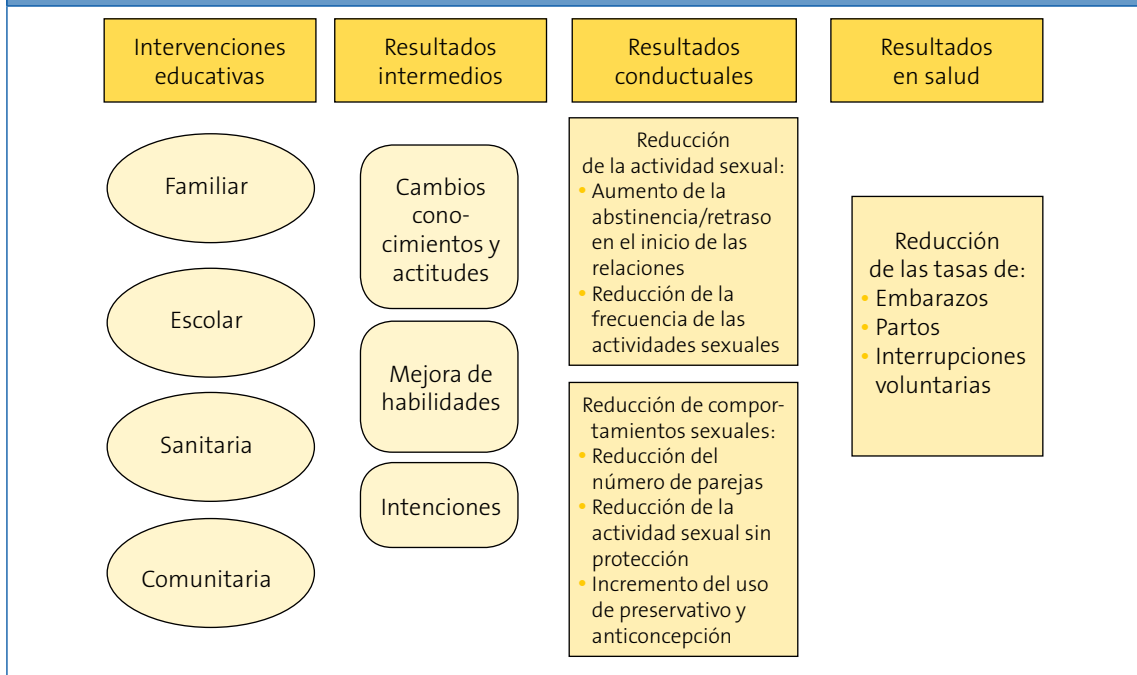 Intervenciones
educativas
Familiar
Escolar
Sanitaria
Comunitaria
Resultados
intermedios
Cambios
cono-
cimientos y
actitudes
Mejora de
habilidades
Intenciones
Resultados
conductuales
Reducción
de la actividad sexual:
• Aumento de la
abstinencia/retraso
en el inicio de las
relaciones
• Reducción de la
frecuencia de las
actividades sexuales
Reducción de compor-
tamientos sexuales:
• Reducción del
número de parejas
• Reducción de la
actividad sexual sin
protección
• Incremento del uso
de preservativo y
anticoncepción
Resultados
en salud
Reducción
de las tasas de:
• Embarazos
• Partos
• Interrupciones
voluntarias